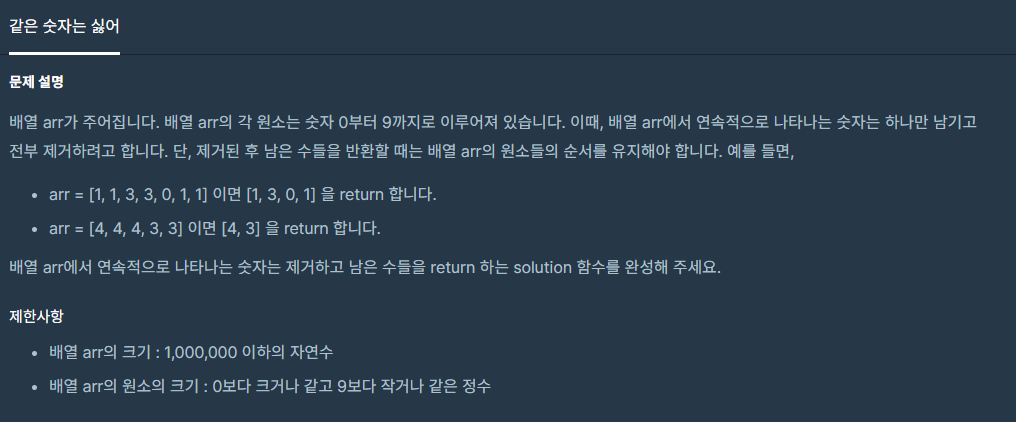 같은 숫자는 싫어
문제 설명
배열 arr가 주어집니다. 배열 arr의 각 원소는 숫자 0부터 9까지로 이루어져 있습니다. 이때, 배열 arr에서 연속적으로 나타나는 숫자는 하나만 남기고
전부 제거하려고 합니다. 단, 제거된 후 남은 수들을 반환할 때는 배열 arr의 원소들의 순서를 유지해야 합니다. 예를 들면,
• arr = [1, 1, 3, 3, 0, 1, 1] 이면 [1, 3, 0, 1] 을 return 합니다.
• arr = [4, 4, 4, 3, 3] 이면 [4, 3] 을 return 합니다.
배열 arr에서 연속적으로 나타나는 숫자는 제거하고 남은 수들을 return 하는 solution 함수를 완성해 주세요.
제한사항
• 배열 arr의 크기 : 1,000,000 이하의 자연수
• 배열 arr의 원소의 크기 : 0보다 크거나 같고 9보다 작거나 같은 정수